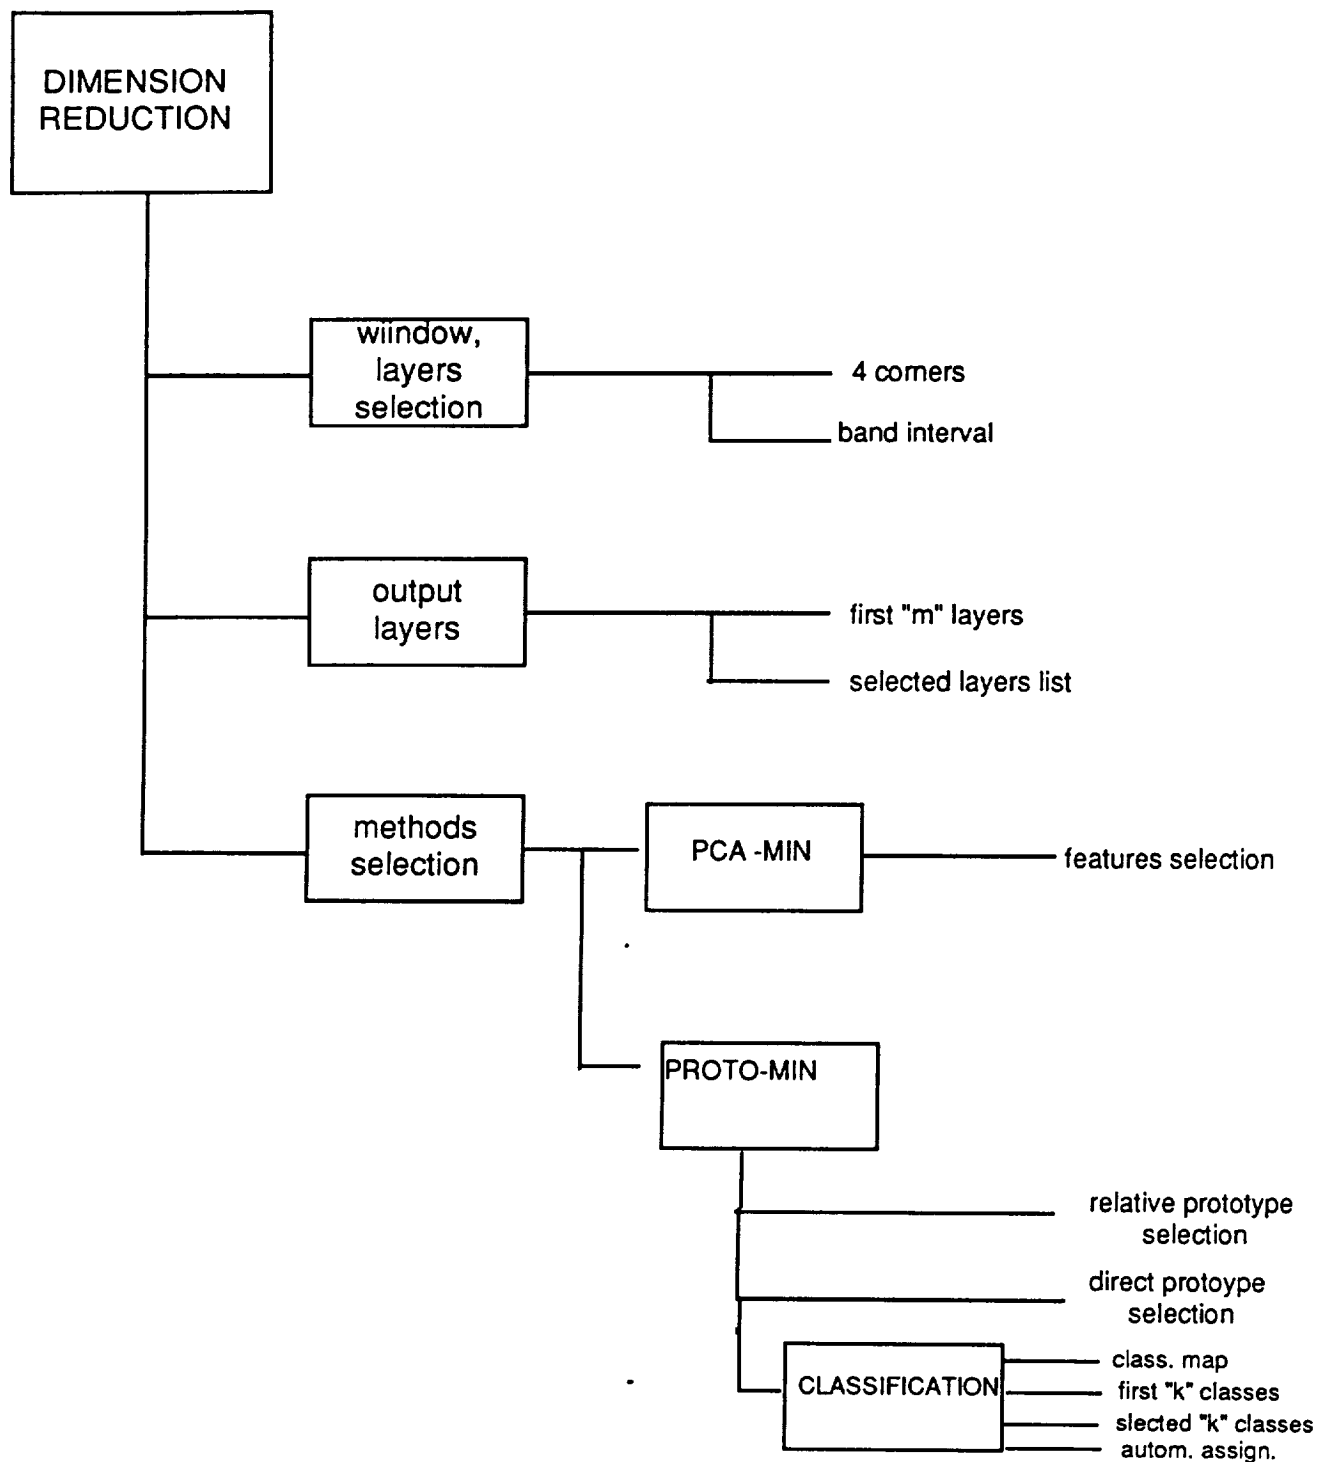 DIMENSION
REDUCTION
wiindow,
layers
selection
4 corners
band interval
output
layers
first "m" layers
selected layers list
methods
selection
PCA -MIN
features selection
PROTO-MIN
relative prototype
selection
direct protoype
selection
CLASSIFICATION
class. map
first "k" classes
slected "k" classes
autom. assign.